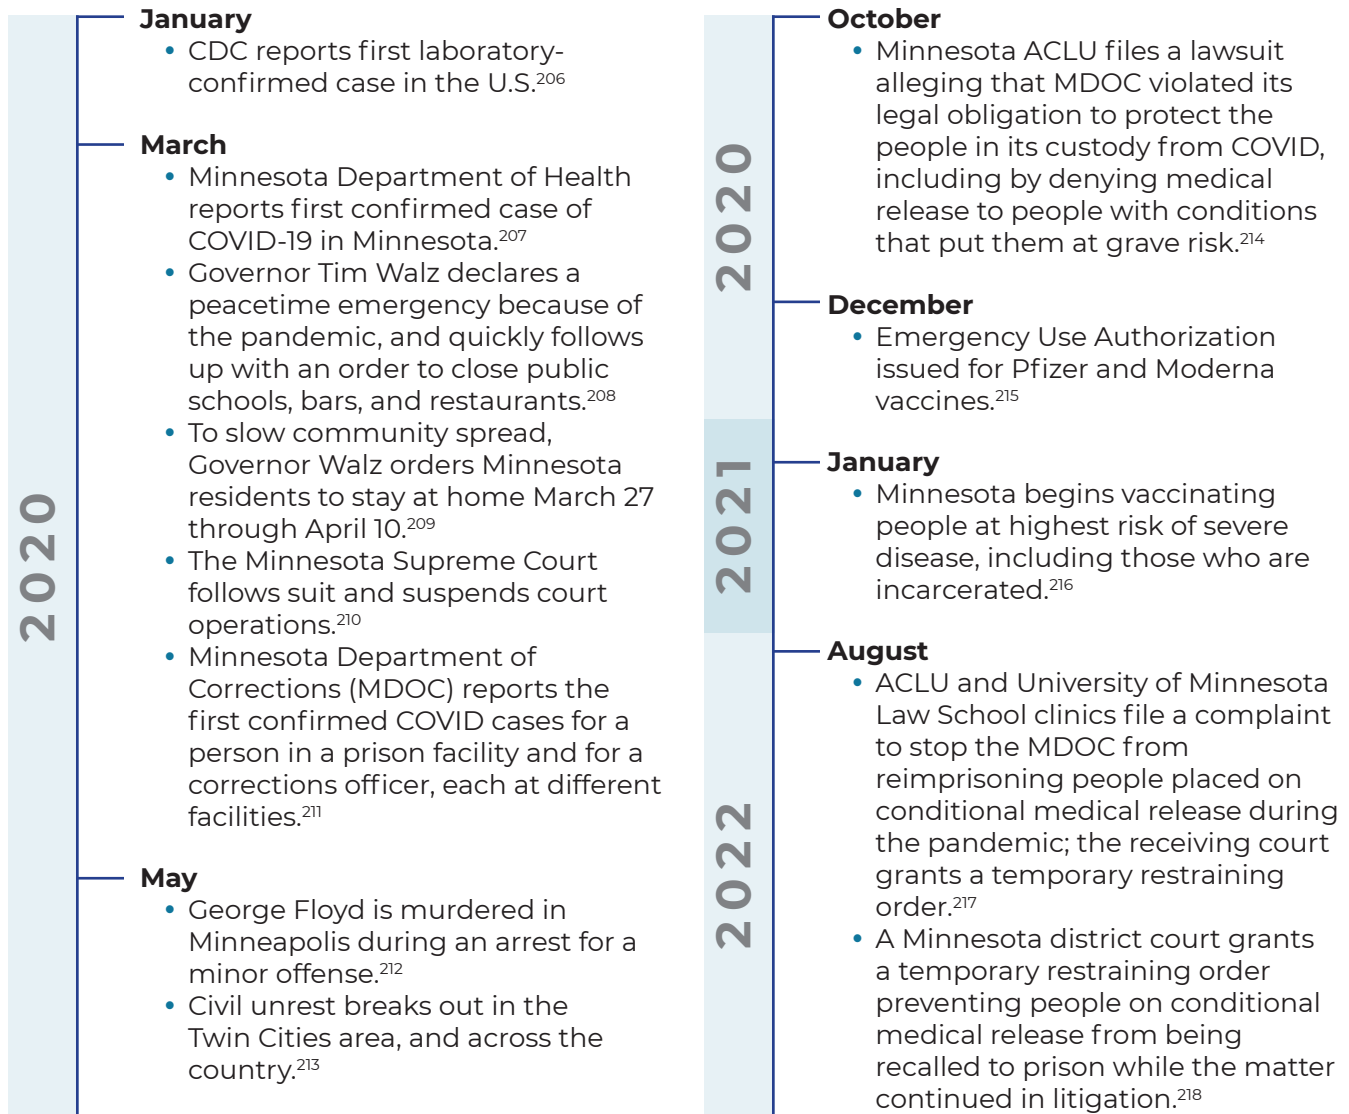 2020
January
• CDC reports first laboratory-
confirmed case in the U.S.206
March
• Minnesota Department of Health
reports first confirmed case of
COVID-19 in Minnesota.207
• Governor Tim Walz declares a
peacetime emergency because of
the pandemic, and quickly follows
up with an order to close public
schools, bars, and restaurants.208
• To slow community spread,
Governor Walz orders Minnesota
residents to stay at home March 27
through April 10.209
• The Minnesota Supreme Court
follows suit and suspends court
operations.210
• Minnesota Department of
Corrections (MDOC) reports the
first confirmed COVID cases for a
person in a prison facility and for a
corrections officer, each at different
facilities.211
May
• George Floyd is murdered in
Minneapolis during an arrest for a
minor offense.212
• Civil unrest breaks out in the
Twin Cities area, and across the
country.213
2020
October
• Minnesota ACLU files a lawsuit
alleging that MDOC violated its
legal obligation to protect the
people in its custody from COVID,
including by denying medical
release to people with conditions
that put them at grave risk.214
December
• Emergency Use Authorization
issued for Pfizer and Moderna
vaccines.215
2021
January
• Minnesota begins vaccinating
people at highest risk of severe
disease, including those who are
incarcerated.216
2022
August
• ACLU and University of Minnesota
Law School clinics file a complaint
to stop the MDOC from
reimprisoning people placed on
conditional medical release during
the pandemic; the receiving court
grants a temporary restraining
order.217
• A Minnesota district court grants
a temporary restraining order
preventing people on conditional
medical release from being
recalled to prison while the matter
continued in litigation.218